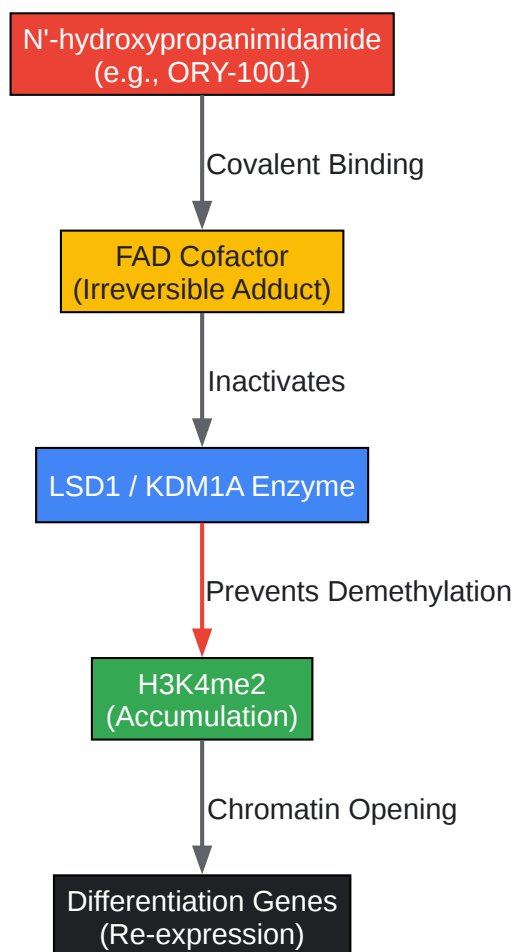 N'-hydroxypropanimidamide
(e.g., ORY-1001)
Covalent Binding
FAD Cofactor
(Irreversible Adduct)
Inactivates
LSD1 / KDM1A Enzyme
Prevents Demethylation
H3K4me2
(Accumulation)
Chromatin Opening
Differentiation Genes
(Re-expression)